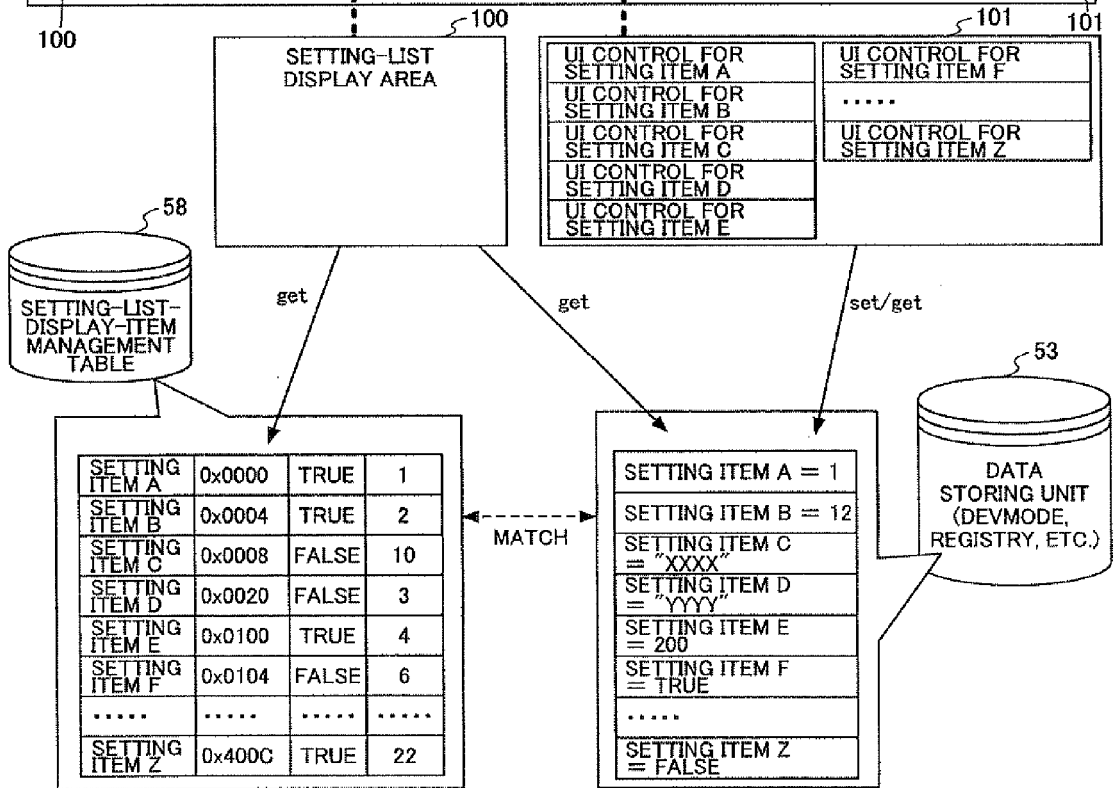 100
101
100
101
SETTING-LIST
DISPLAY AREA
UI CONTROL FOR
SETTING ITEM A
UI CONTROL FOR
SETTING ITEM B
UI CONTROL FOR
SETTING ITEM C
UI CONTROL FOR
SETTING ITEM D
UI CONTROL FOR
SETTING ITEM E
UI CONTROL FOR
SETTING ITEM F
.....
UI CONTROL FOR
SETTING ITEM Z
58
SETTING-LIST-
DISPLAY-ITEM
MANAGEMENT
TABLE
get
get
set/get
53
DATA
STORING UNIT
(DEVMODE,
REGISTRY, ETC.)
SETTING
ITEM A 0x0000 TRUE 1
SETTING
ITEM B 0x0004 TRUE 2
SETTING
ITEM C 0x0008 FALSE 10
SETTING
ITEM D 0x0020 FALSE 3
SETTING
ITEM E 0x0100 TRUE 4
SETTING
ITEM F 0x0104 FALSE 6
..... ..... ..... .....
SETTING
ITEM Z 0x400C TRUE 22
MATCH
SETTING ITEM A = 1
SETTING ITEM B = 12
SETTING ITEM C
= "XXXX"
SETTING ITEM D
= "YYYY"
SETTING ITEM E
= 200
SETTING ITEM F
= TRUE
.....
SETTING ITEM Z
= FALSE